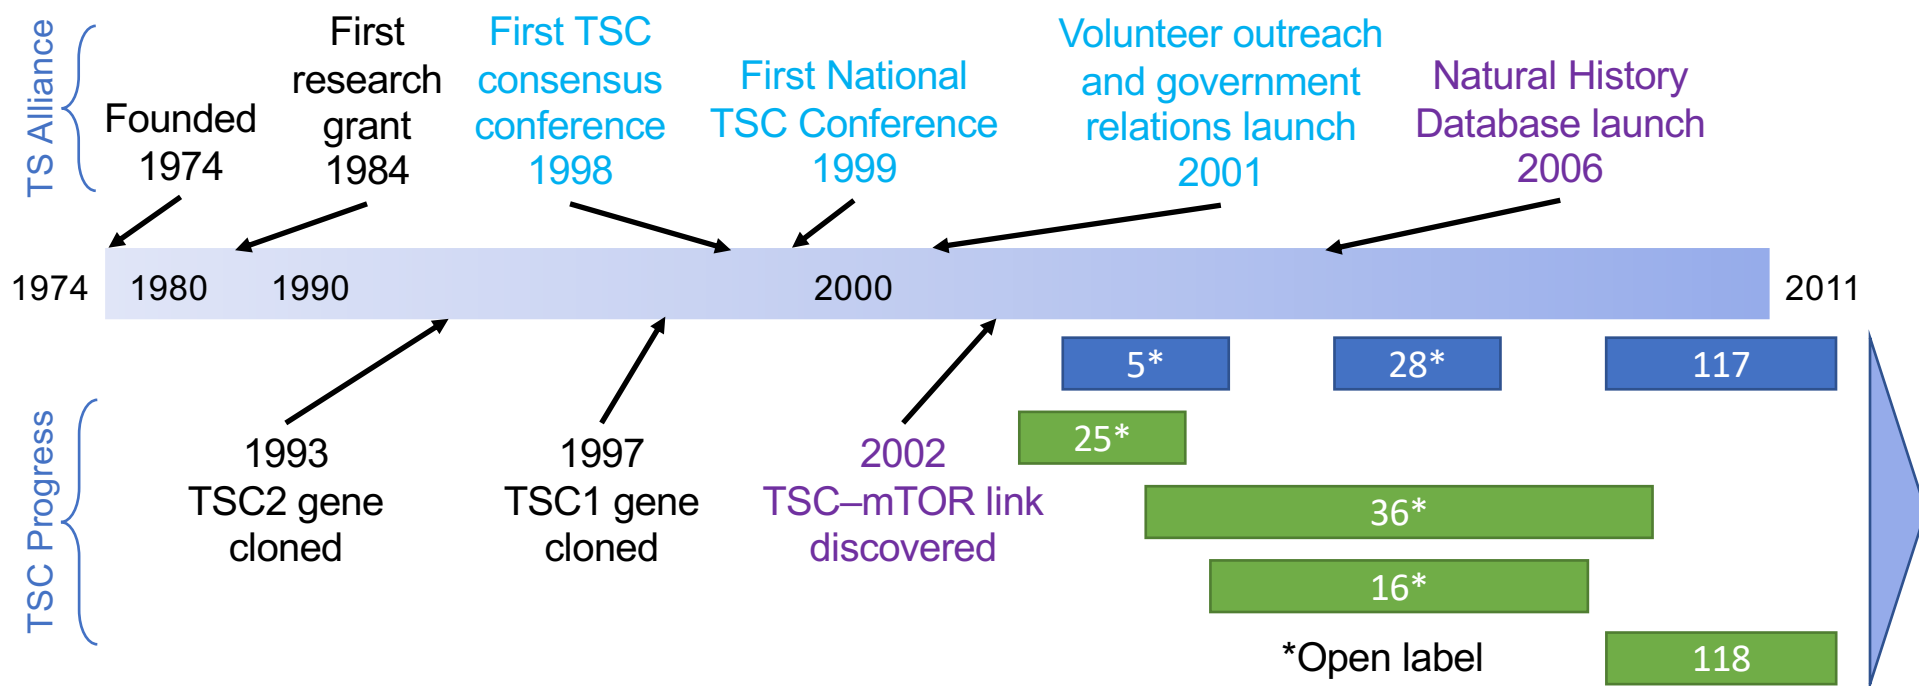 TS Alliance
Founded
1974
First
research
grant
1984
First TSC
consensus
conference
1998
First National
TSC Conference
1999
Volunteer outreach
and government
relations launch
2001
Natural History
Database launch
2006
1974
1980
1990
2000
2011
TSC Progress
1993
TSC2 gene
cloned
1997
TSC1 gene
cloned
2002
TSC–mTOR link
discovered
5*
28*
117
25*
36*
16*
*Open label
118